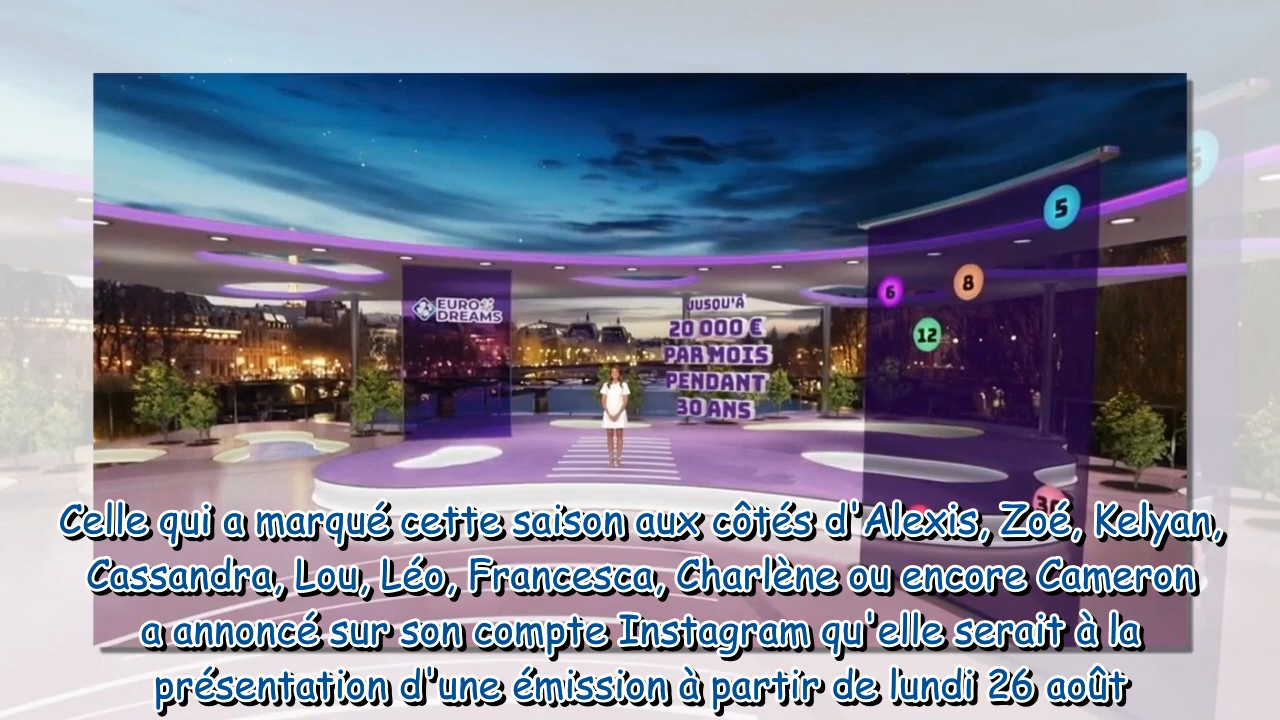 5
6
8
12
EURO
DREAMS
JUSQU'À
20 000 €
PAR MOIS
PENDANT
30 ANS
Celle qui a marqué cette saison aux côtés d'Alexis, Zoé, Kelyan,
Cassandra, Lou, Léo, Francesca, Charlène ou encore Cameron
a annoncé sur son compte Instagram qu'elle serait à la
présentation d"une émission à partir de lundi 26 août